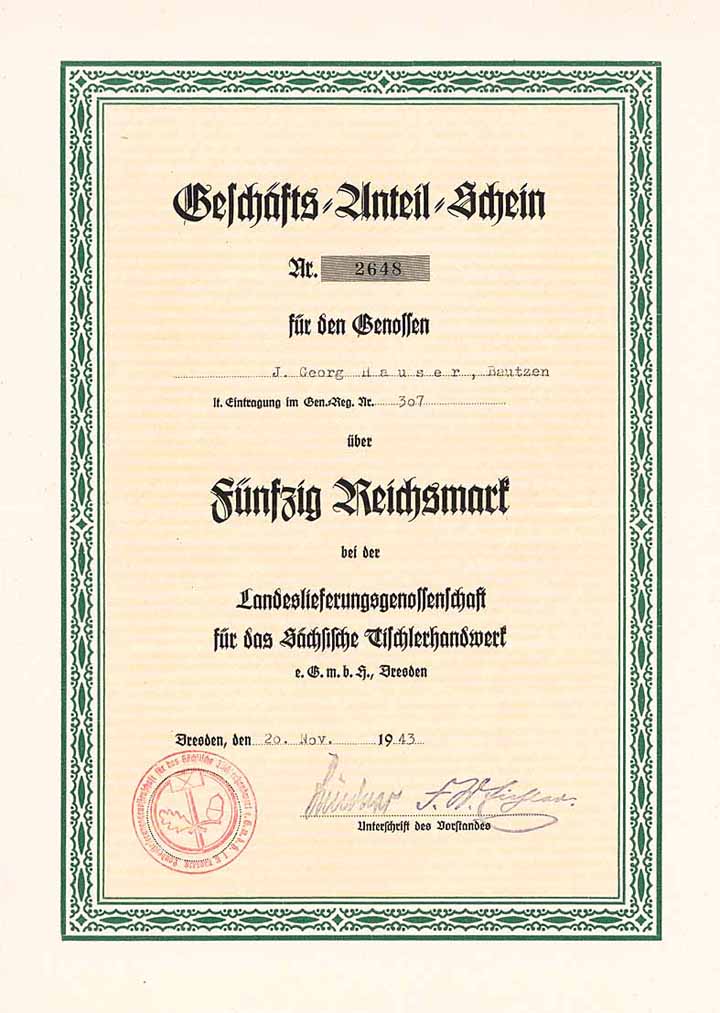 Geschäfts-Anteil-Schein
Nr. 2648
für den Genossen
J. Georg Hauser, Bautzen
lt. Eintragung im Gen.-Reg. Nr. 307
über
Fünfzig Reichsmark
bei der
Landeslieferungsgenossenschaft
für das Sächsische Tischlerhandwerk
e. G. m. b. H., Dresden
Dresden, den 20. Nov. 1943
Unterschrift des Vorstandes